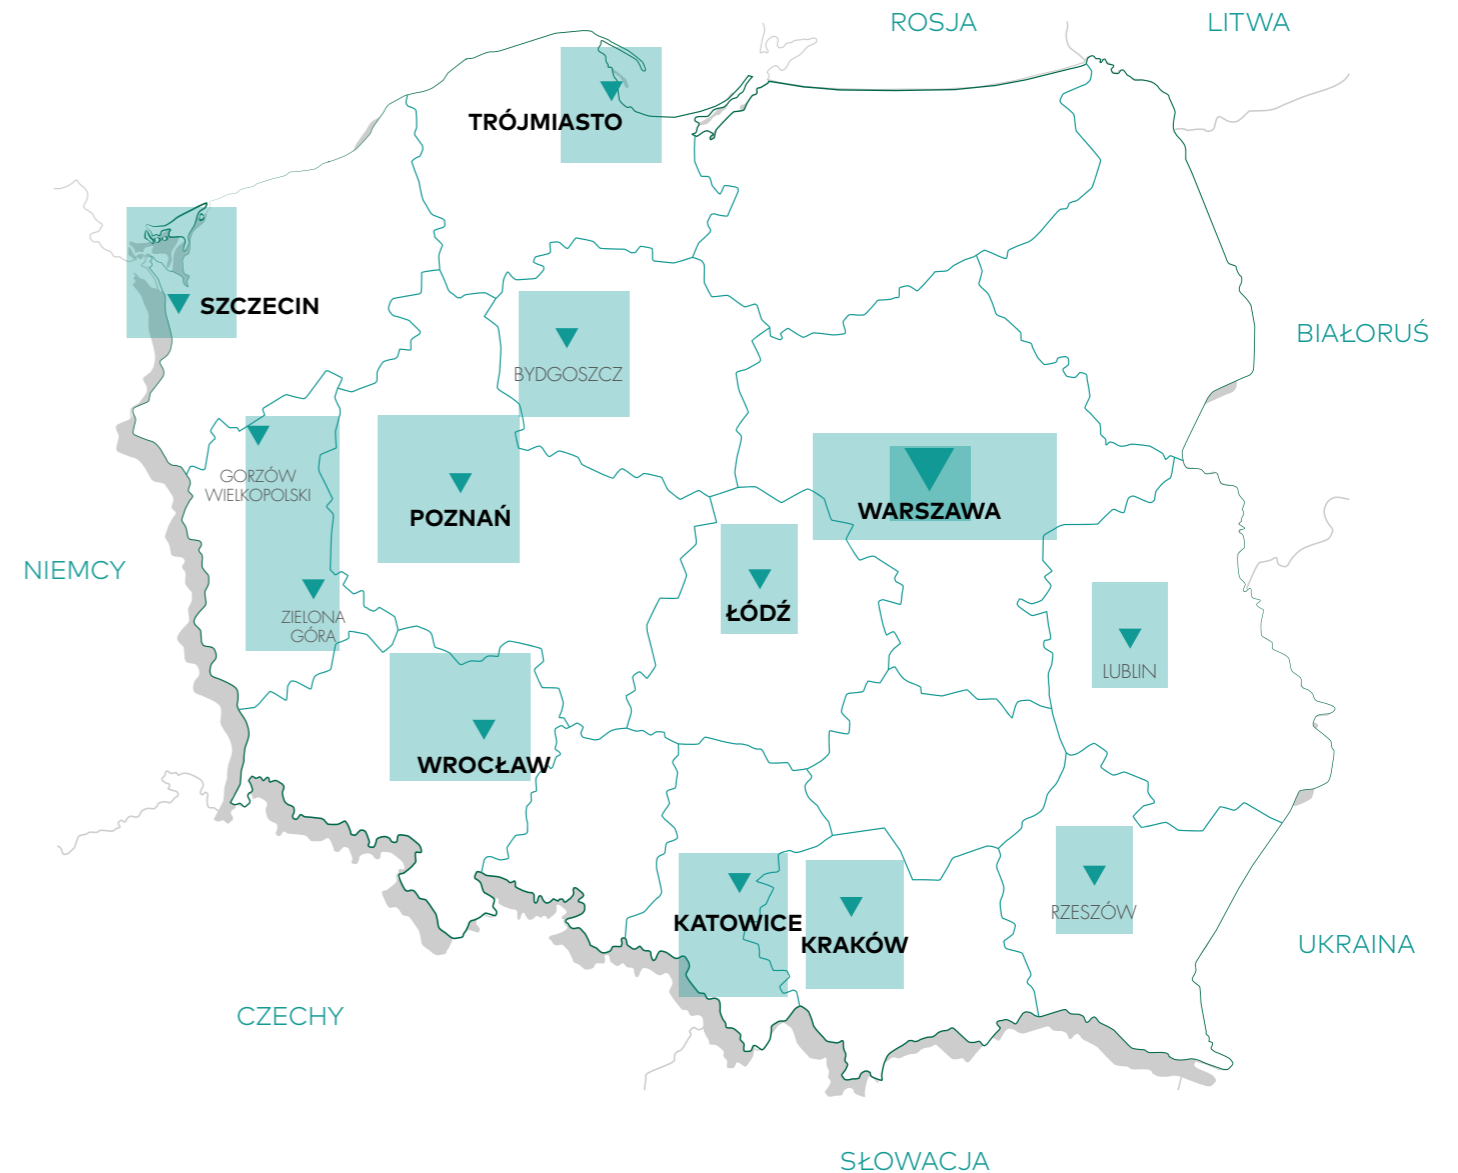 ROSJA
LITWA
TRÓJMIASTO
SZCZECIN
BIAŁORUŚ
BYDGOSZCZ
GORZÓW
WIELKOPOLSKI
POZNAŃ
WARSZAWA
NIEMCY
ŁÓDŹ
ZIELONA
GÓRA
LUBLIN
WROCŁAW
RZESZÓW
KATOWICE
KRAKÓW
UKRAINA
CZECHY
SŁOWACJA